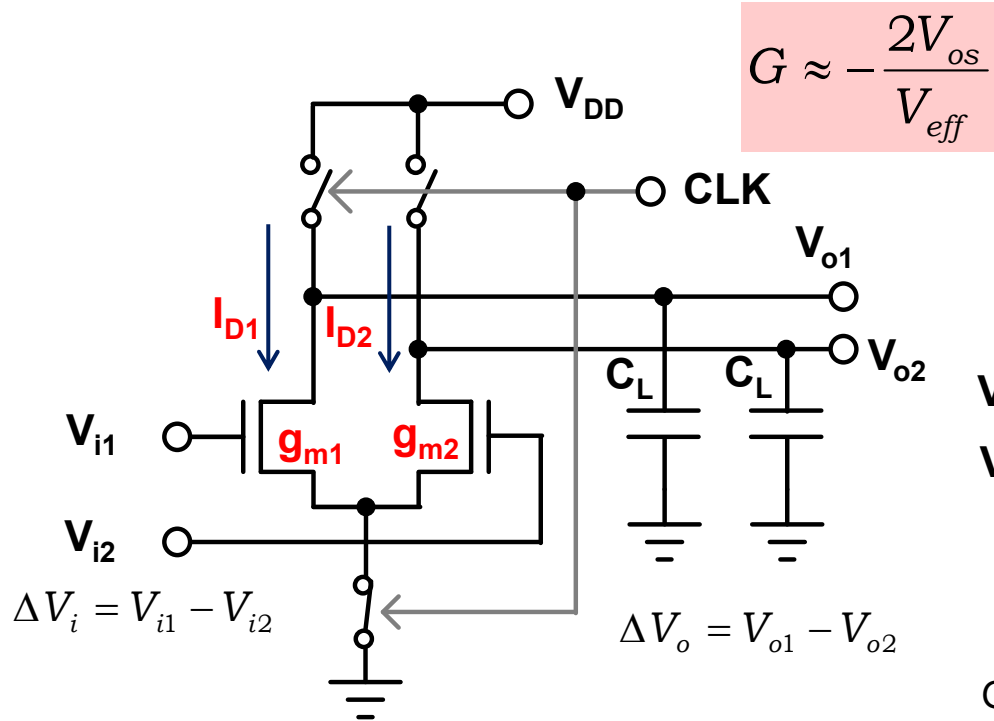 G ≈ - 2V_os / V_eff
V_DD
CLK
V_o1
I_D1
I_D2
V_o2
C_L
C_L
V_i1
g_m1
g_m2
V_i2
ΔV_i = V_i1 - V_i2
ΔV_o = V_o1 - V_o2